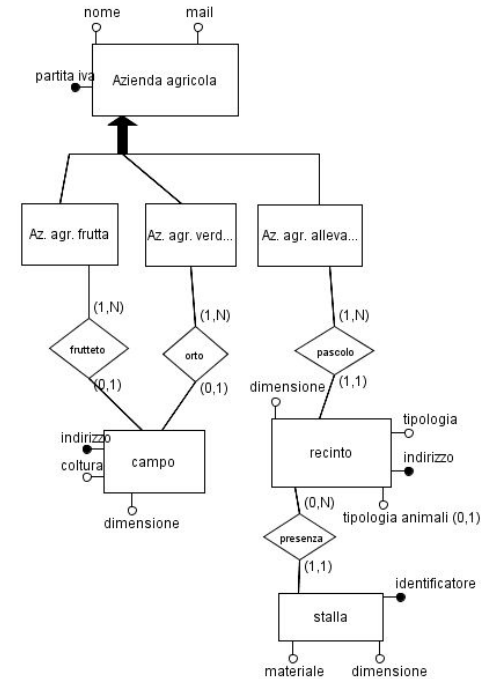 nome
mail
Azienda agricola
partita iva
Az. agr. frutta
Az. agr. verd...
Az. agr. alleva...
(1,N)
(1,N)
(1,N)
frutteto
orto
pascolo
(0,1)
(0,1)
(1,1)
dimensione
tipologia
indirizzo
campo
recinto
indirizzo
coltura
dimensione
tipologia animali (0,1)
(0,N)
presenza
(1,1)
identificatore
stalla
materiale
dimensione